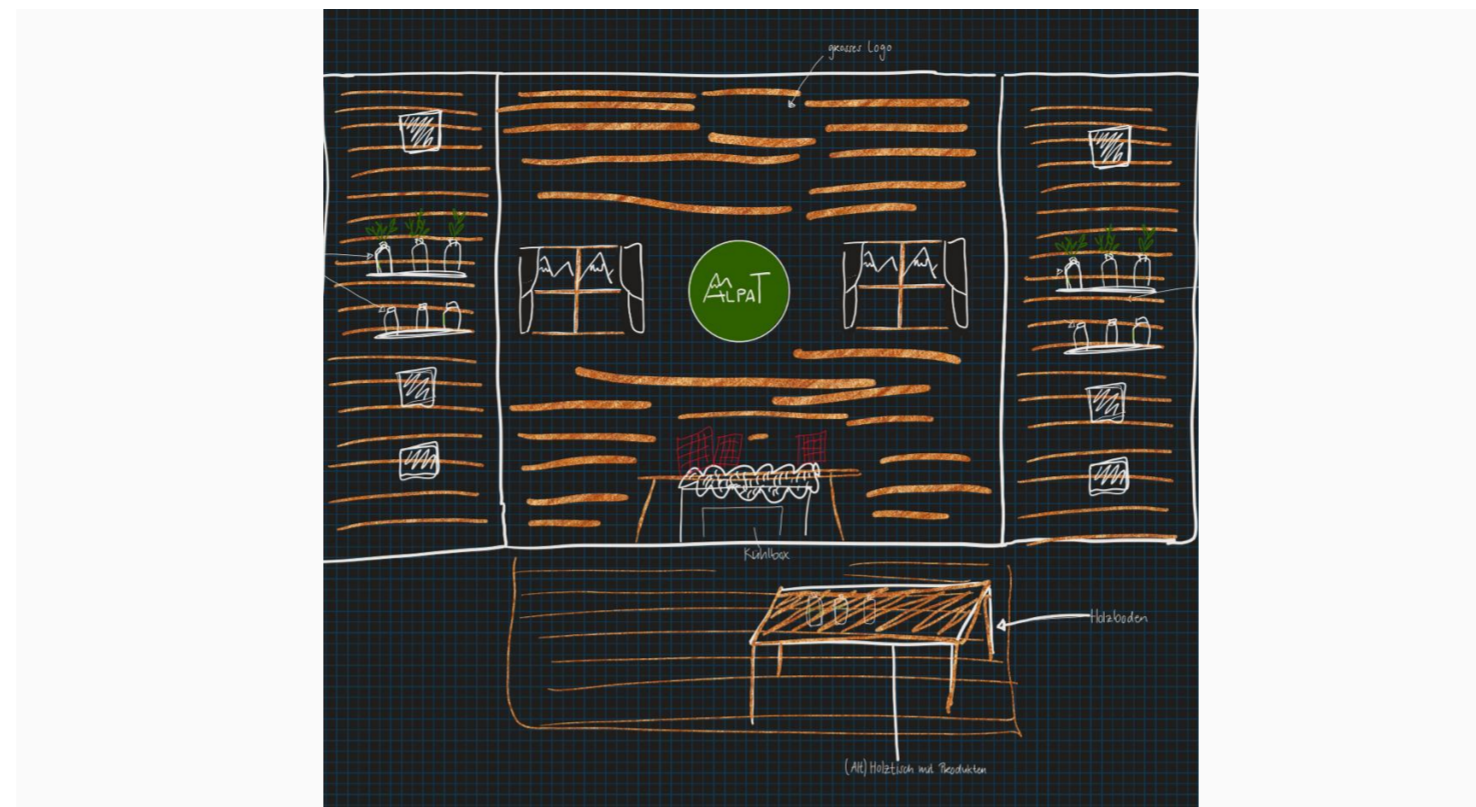 grosses Logo
ALPAT
Kühlbox
Holzboden
(Alt) Holztisch mit Produkten